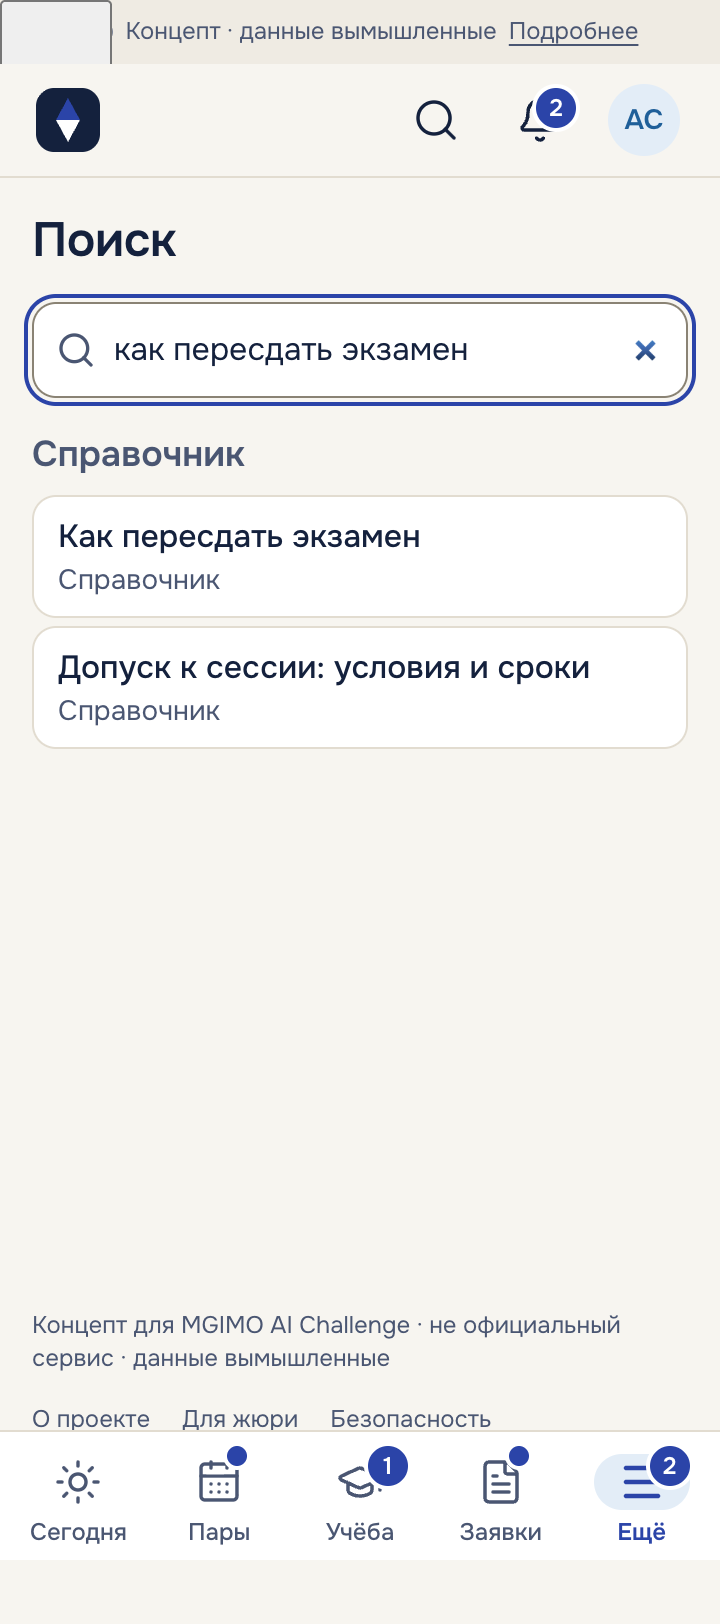 Концепт · данные вымышленные Подробнее
2
АС
Поиск
как пересдать экзамен
Справочник
Как пересдать экзамен
Справочник
Допуск к сессии: условия и сроки
Справочник
Концепт для MGIMO AI Challenge · не официальный
сервис · данные вымышленные
О проекте Для жюри Безопасность
1 2
Сегодня Пары Учёба Заявки Ещё